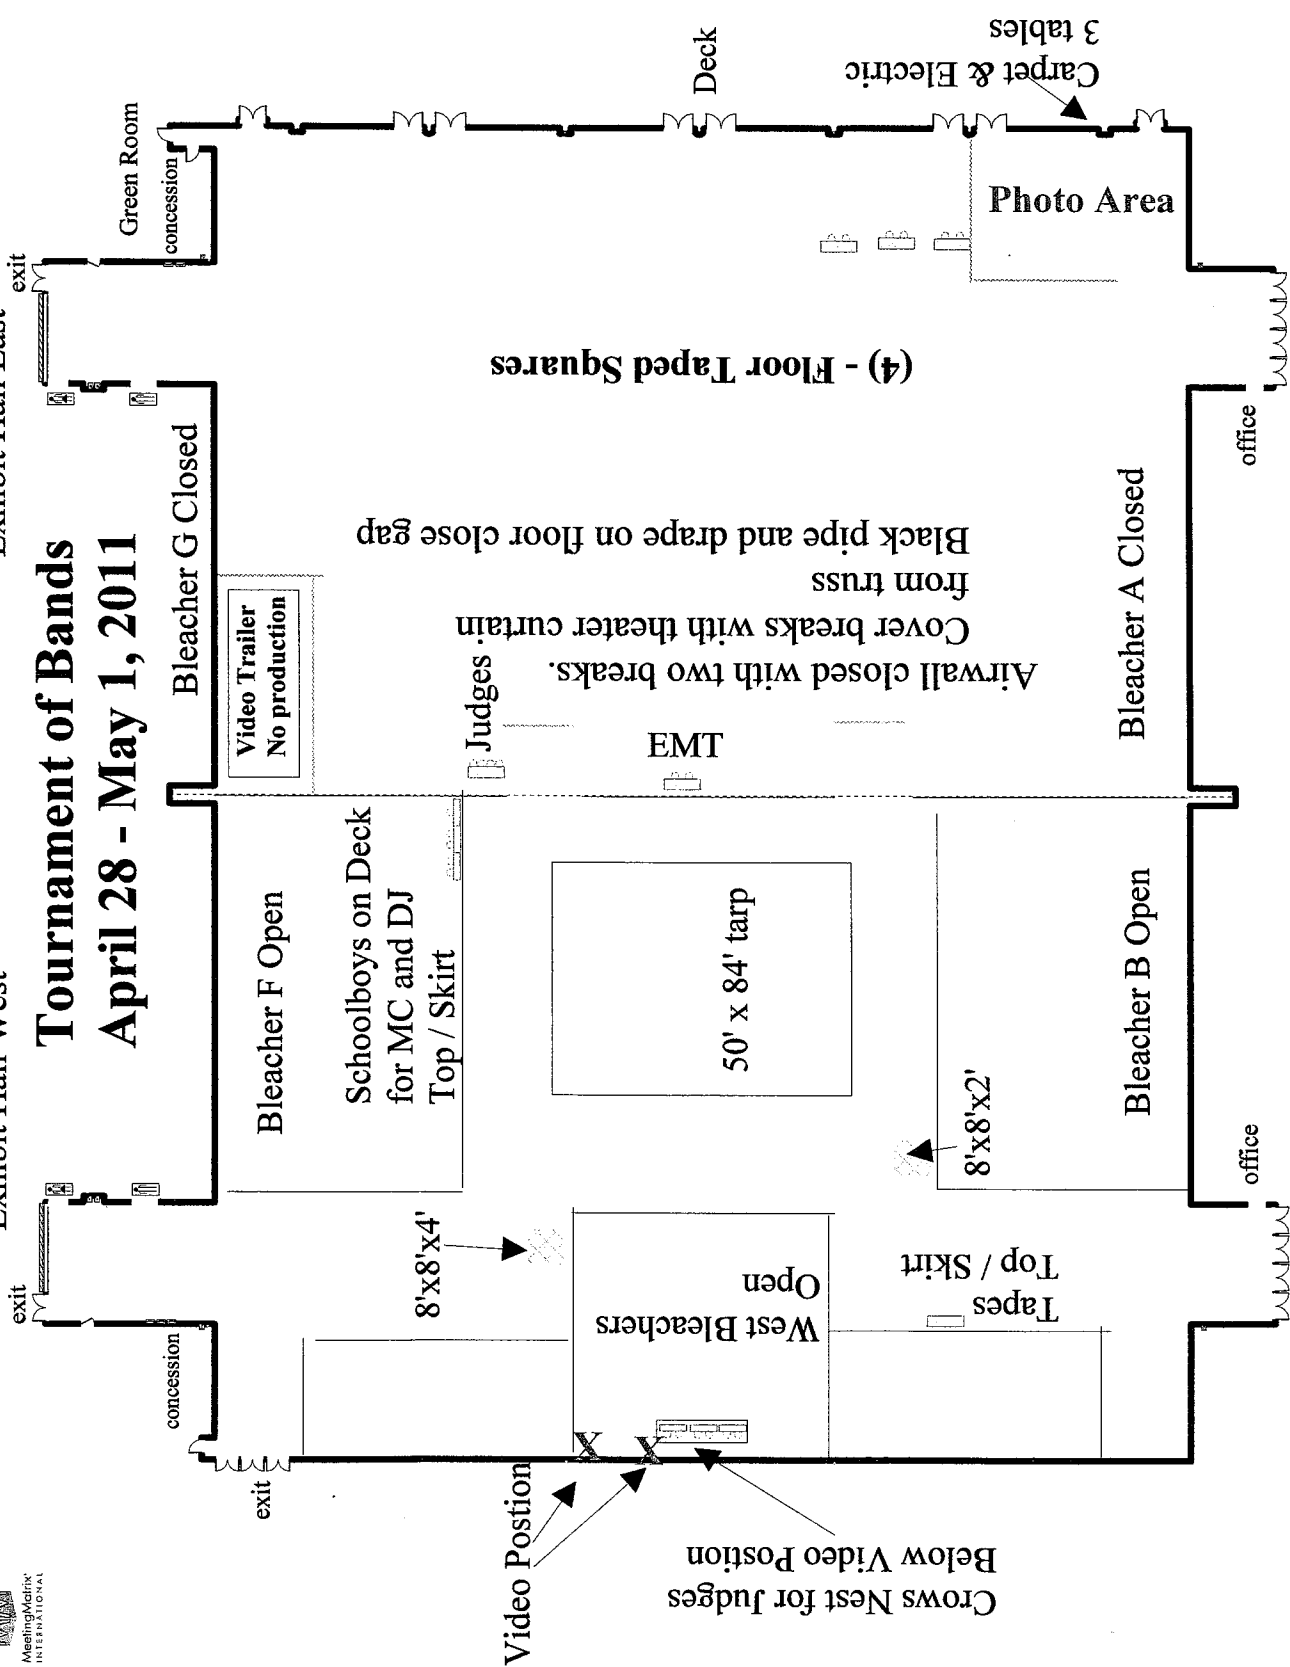 MeetingMatrix
INTERNATIONAL
Exhibit Hall West
Exhibit Hall East
Tournament of Bands
April 28 - May 1, 2011
exit
exit
concession
concession
Green Room
exit
Bleacher G Closed
Video Trailer
No production
Bleacher F Open
Schoolboys on Deck
for MC and DJ
Top / Skirt
Judges
EMT
8'x8'x4'
50' x 84' tarp
8'x8'x2'
Video Postion
Crows Nest for Judges
Below Video Position
West Bleachers
Open
Tapes
Top / Skirt
Bleacher B Open
Airwall closed with two breaks.
Cover breaks with theater curtain
from truss
Black pipe and drape on floor close gap
(4) - Floor Taped Squares
Bleacher A Closed
Photo Area
Deck
Carpet & Electric
3 tables
office
office
X
X